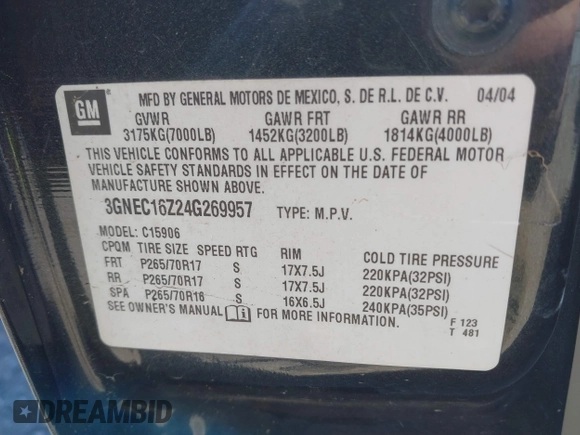 GM
MFD BY GENERAL MOTORS DE MEXICO, S. DE R.L. DE C.V. 04/04
GVWR GAWR FRT GAWR RR
3175KG(7000LB) 1452KG(3200LB) 1814KG(4000LB)
THIS VEHICLE CONFORMS TO ALL APPLICABLE U.S. FEDERAL MOTOR
VEHICLE SAFETY STANDARDS IN EFFECT ON THE DATE OF
MANUFACTURE SHOWN ABOVE.
3GNEC16Z24G269957 TYPE: M.P.V.
MODEL: C15906
CPQM TIRE SIZE SPEED RTG RIM COLD TIRE PRESSURE
FRT P265/70R17 S 17X7.5J 220KPA(32PSI)
RR P265/70R17 S 17X7.5J 220KPA(32PSI)
SPA P265/70R16 S 16X6.5J 240KPA(35PSI)
SEE OWNER'S MANUAL FOR MORE INFORMATION.
F 123
T 481
DREAMBID